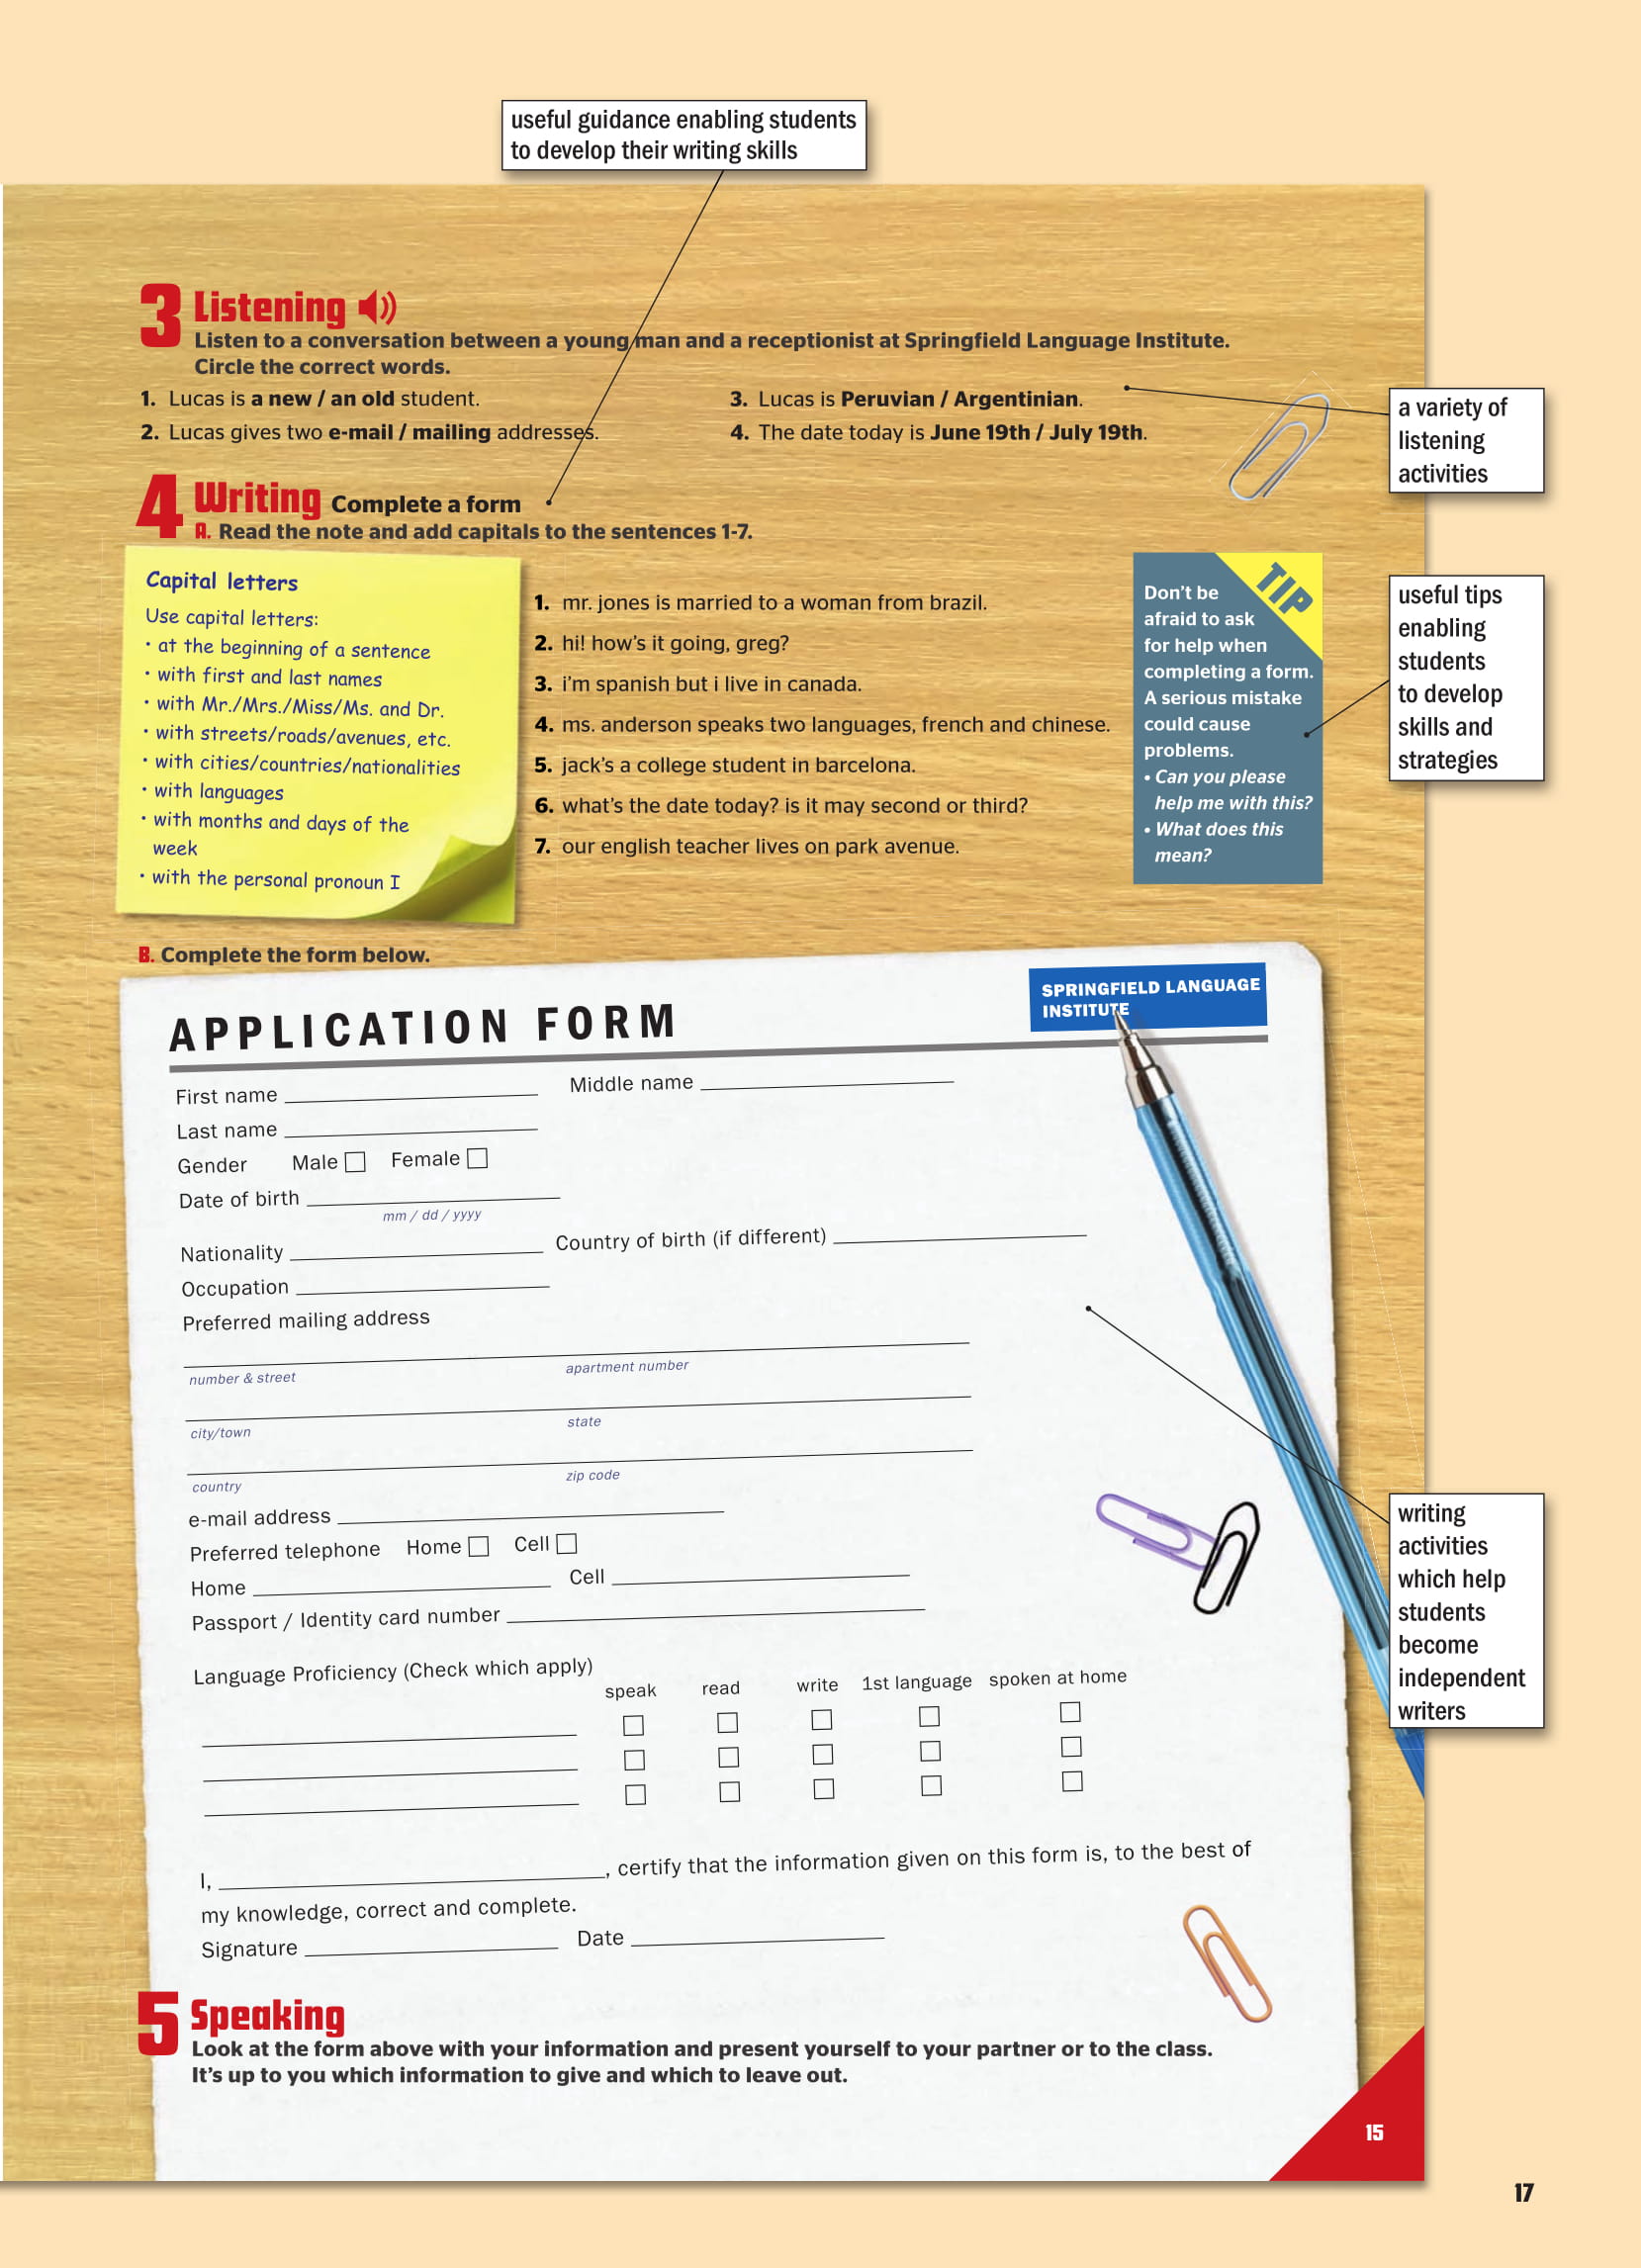 useful guidance enabling students
to develop their writing skills
3 Listening
Listen to a conversation between a young man and a receptionist at Springfield Language Institute.
Circle the correct words.
1. Lucas is a new / an old student.
2. Lucas gives two e-mail / mailing addresses.
3. Lucas is Peruvian / Argentinian.
4. The date today is June 19th / July 19th.
a variety of
listening
activities
4 Writing Complete a form
A. Read the note and add capitals to the sentences 1-7.
Capital letters
Use capital letters:
• at the beginning of a sentence
• with first and last names
• with Mr./Mrs./Miss/Ms. and Dr.
• with streets/roads/avenues, etc.
• with cities/countries/nationalities
• with languages
• with months and days of the
week
• with the personal pronoun I
1. mr. jones is married to a woman from brazil.
2. hi! how's it going, greg?
3. i'm spanish but i live in canada.
4. ms. anderson speaks two languages, french and chinese.
5. jack's a college student in barcelona.
6. what's the date today? is it may second or third?
7. our english teacher lives on park avenue.
TIP
Don't be
afraid to ask
for help when
completing a form.
A serious mistake
could cause
problems.
• Can you please
help me with this?
• What does this
mean?
useful tips
enabling
students
to develop
skills and
strategies
B. Complete the form below.
APPLICATION FORM
SPRINGFIELD LANGUAGE
INSTITUTE
First name
Middle name
Last name
Gender Male Female
Date of birth
mm / dd / yyyy
Nationality
Country of birth (if different)
Occupation
Preferred mailing address
number & street
apartment number
city/town
state
country
zip code
e-mail address
Preferred telephone Home Cell
Home
Cell
Passport / Identity card number
Language Proficiency (Check which apply)
speak read write 1st language spoken at home
I, , certify that the information given on this form is, to the best of
my knowledge, correct and complete.
Signature
Date
writing
activities
which help
students
become
independent
writers
5 Speaking
Look at the form above with your information and present yourself to your partner or to the class.
It's up to you which information to give and which to leave out.
15
17